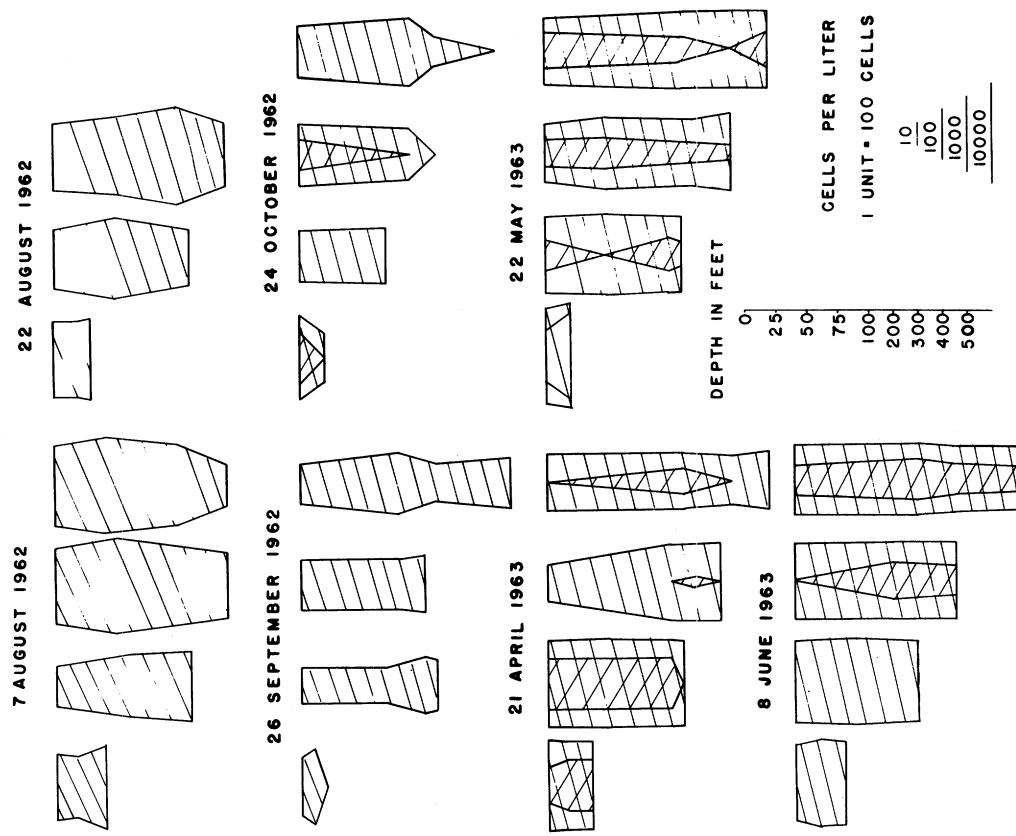 7 AUGUST 1962
22 AUGUST 1962
26 SEPTEMBER 1962
24 OCTOBER 1962
21 APRIL 1963
22 MAY 1963
8 JUNE 1963
DEPTH IN FEET
0
25
50
75
100
200
300
400
500
CELLS PER LITER
1 UNIT = 100 CELLS
10
100
1000
10000